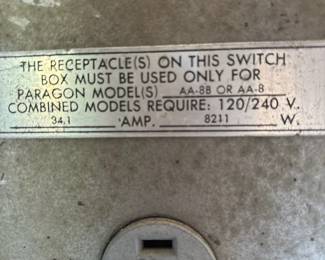 THE RECEPTACLE(S) ON THIS SWITCH
BOX MUST BE USED ONLY FOR
PARAGON MODEL(S) AA-8B OR AA-8
COMBINED MODELS REQUIRE: 120/240 V.
34.1 AMP. 8211 W.